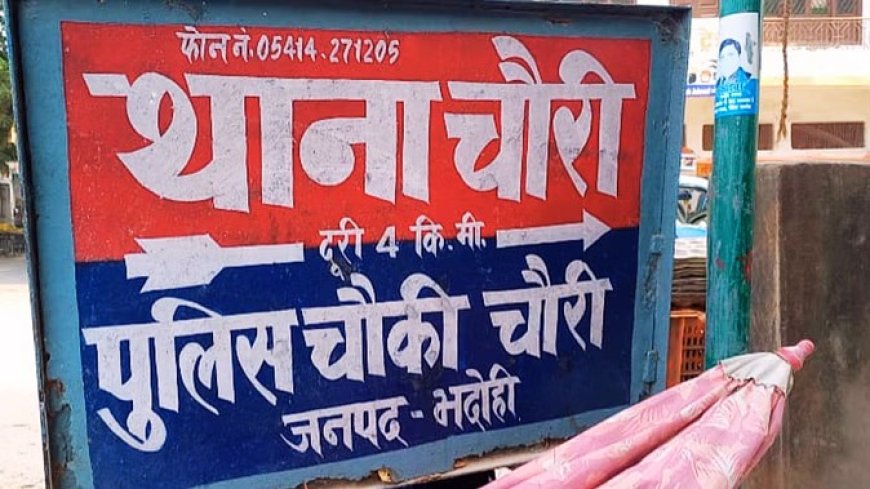 फोन नं. 05414-271205
थाना चौरी
दूरी 4 कि.मी.
पुलिस चौकी चौरी
जनपद - भदोही